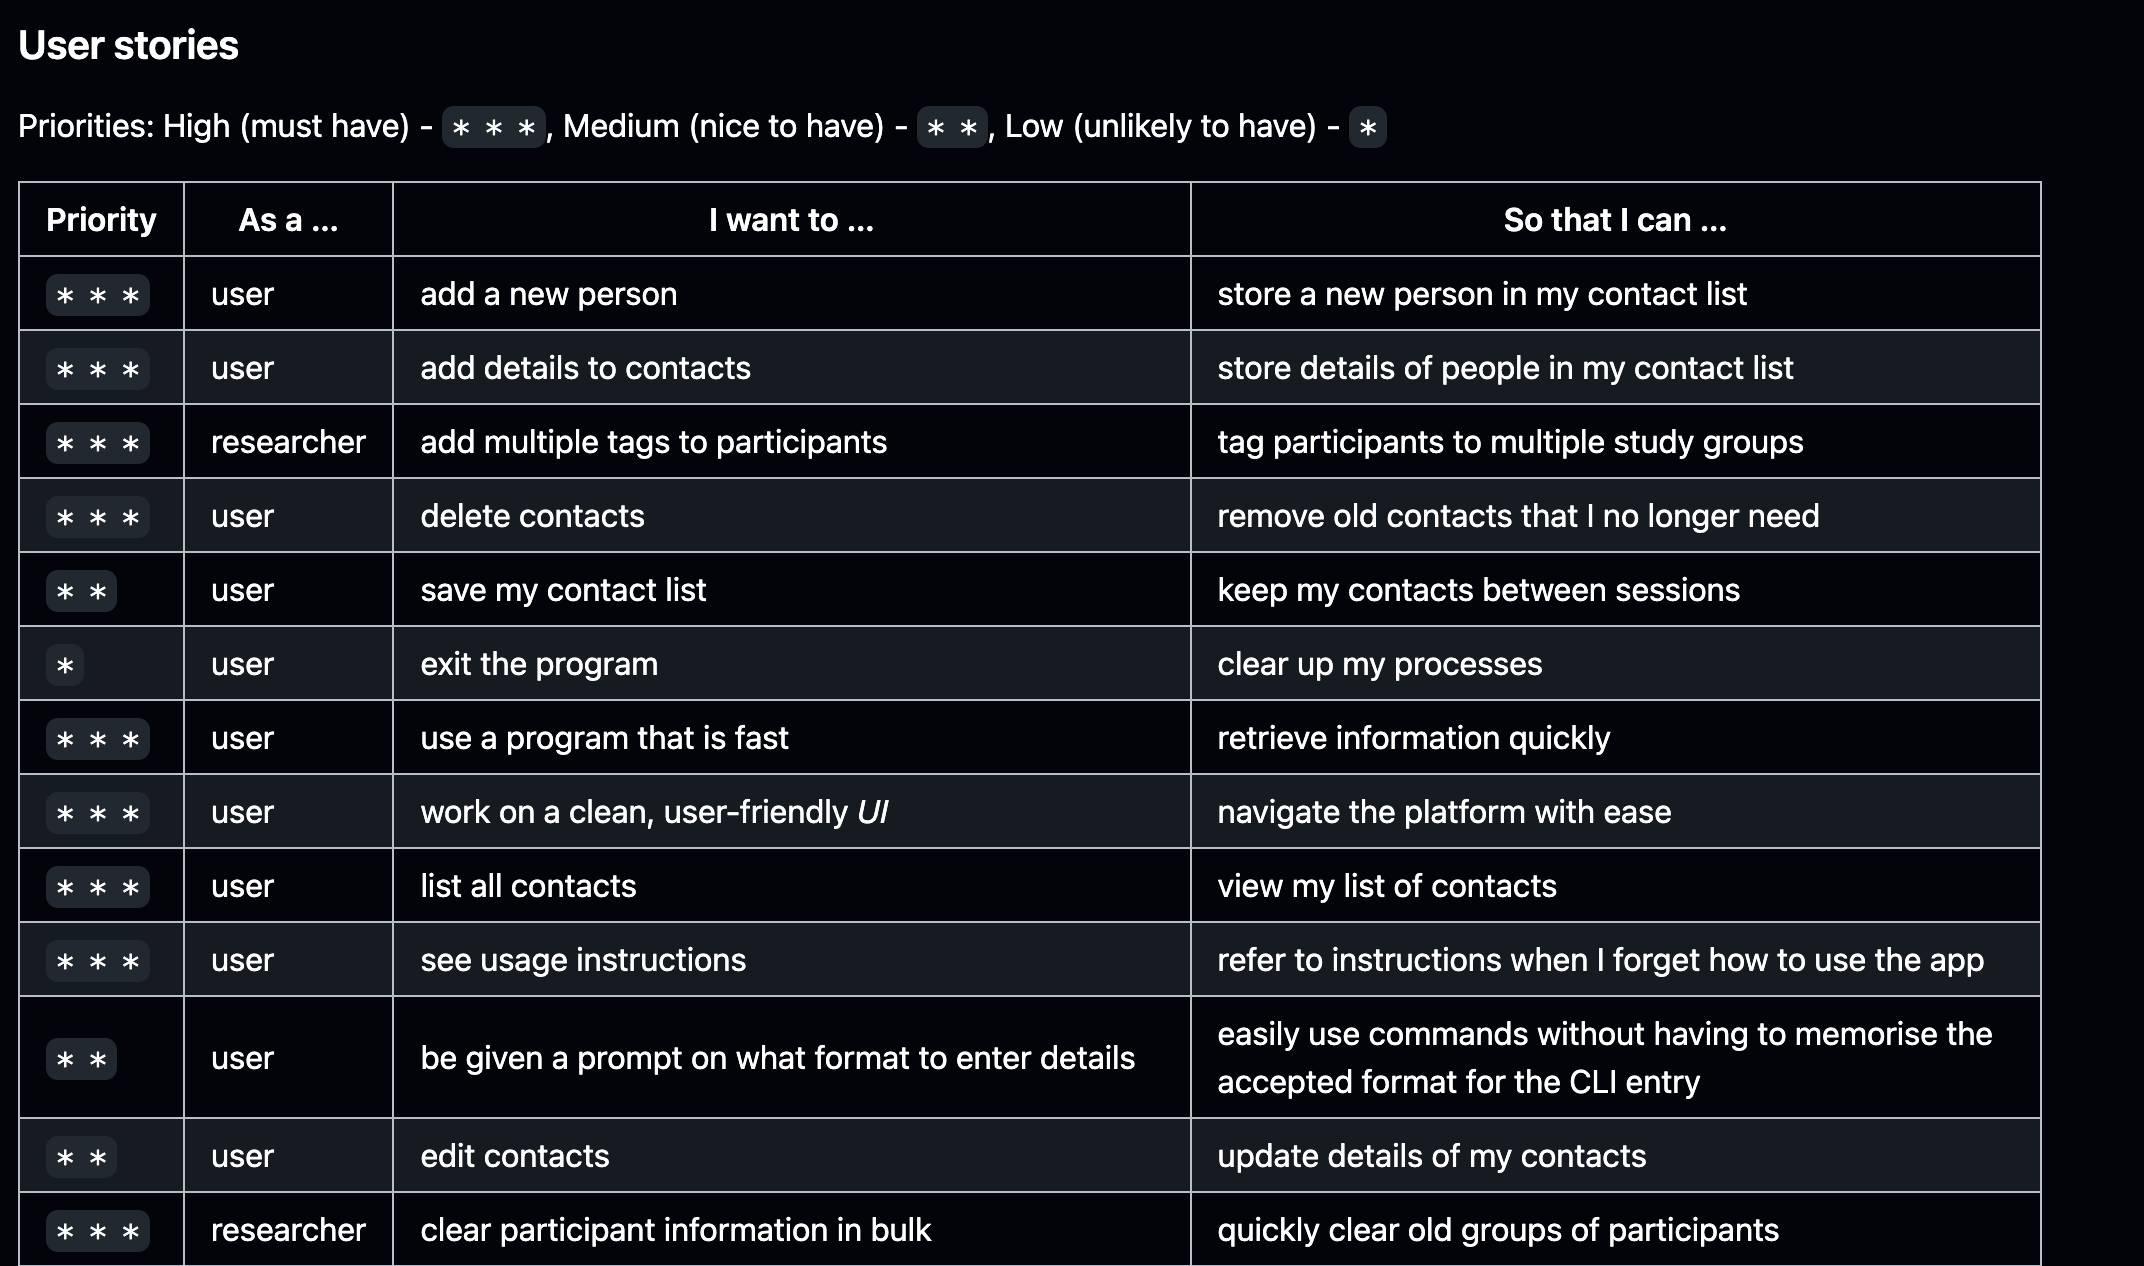 User stories
Priorities: High (must have) - * * *, Medium (nice to have) - * *, Low (unlikely to have) - *
Priority As a ... I want to ... So that I can ...
* * * user add a new person store a new person in my contact list
* * * user add details to contacts store details of people in my contact list
* * * researcher add multiple tags to participants tag participants to multiple study groups
* * * user delete contacts remove old contacts that I no longer need
* * user save my contact list keep my contacts between sessions
* user exit the program clear up my processes
* * * user use a program that is fast retrieve information quickly
* * * user work on a clean, user-friendly UI navigate the platform with ease
* * * user list all contacts view my list of contacts
* * * user see usage instructions refer to instructions when I forget how to use the app
* * user be given a prompt on what format to enter details easily use commands without having to memorise the
accepted format for the CLI entry
* * user edit contacts update details of my contacts
* * * researcher clear participant information in bulk quickly clear old groups of participants